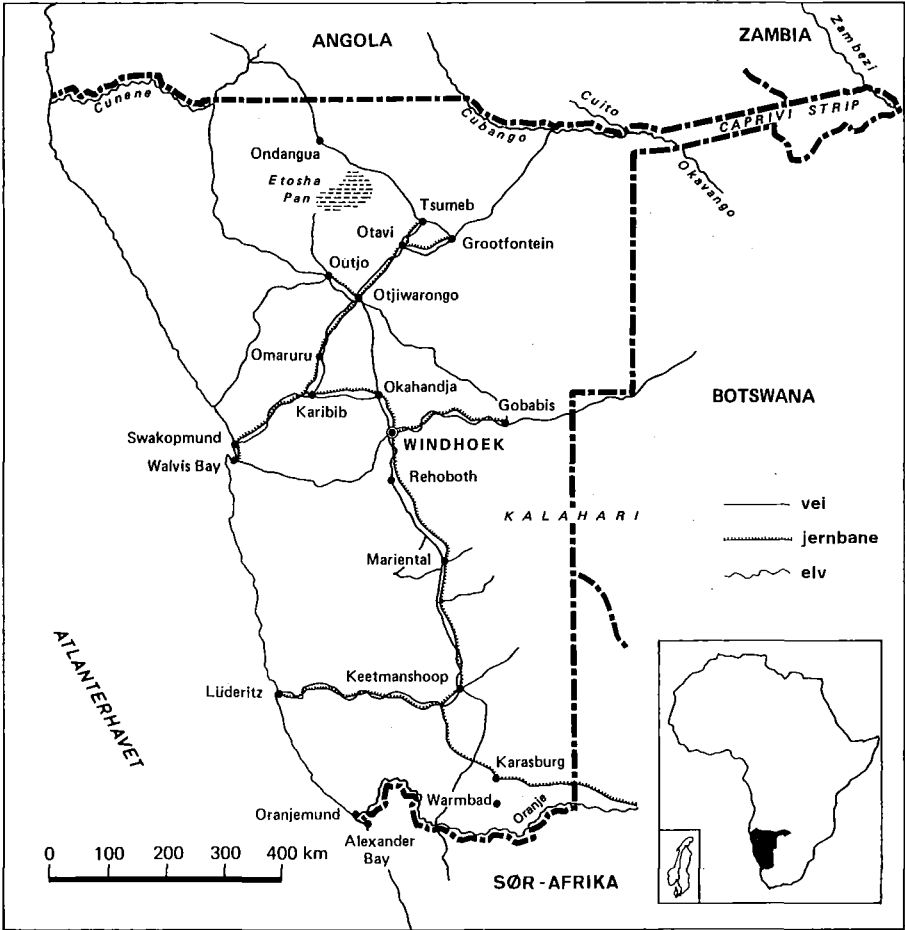 ANGOLA
ZAMBIA
Zambezi
Cunene
Cuito
Cubango
CAPRIVI STRIP
Okavango
Ondangua
Etosha
Pan
Tsumeb
Otavi
Grootfontein
Outjo
Otjiwarongo
Omaruru
Okahandja
Karibib
Gobabis
BOTSWANA
Swakopmund
WINDHOEK
Walvis Bay
Rehoboth
KALAHARI
vei
jernbane
elv
Mariental
ATLANTERHAVET
Keetmanshoop
Lüderitz
Karasburg
Warmbad
Oranje
Oranjemund
Alexander
Bay
0 100 200 300 400 km
SØR-AFRIKA